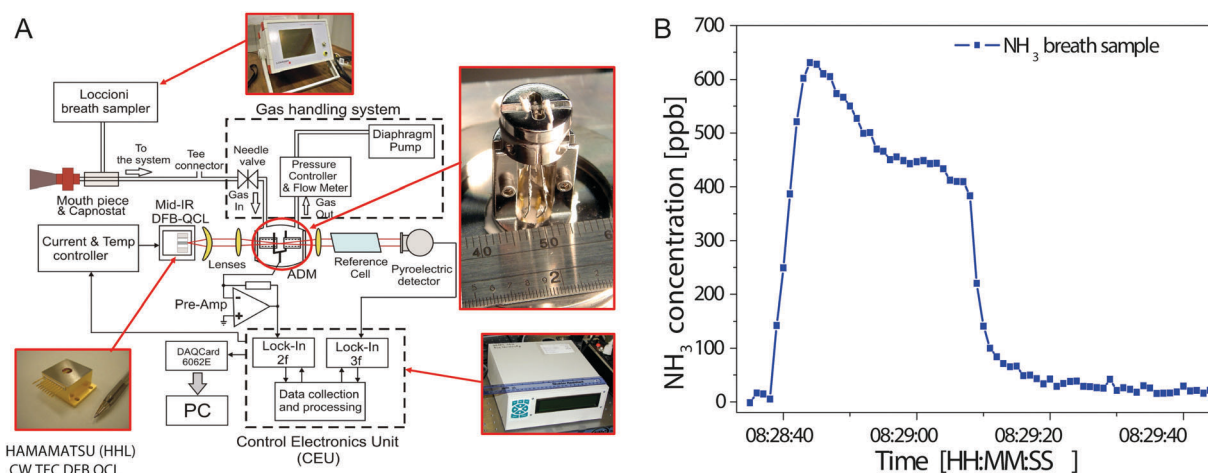 A
Loccioni
breath sampler
Gas handling system
Diaphragm
Pump
To
the system
Tee
connector
Needle
valve
Pressure
Controller
& Flow Meter
Gas
In
Gas
Out
Mouth piece
& Capnostat
Mid-IR
DFB-QCL
Current & Temp
controller
Lenses
ADM
Reference
Cell
Pyroelectric
detector
Pre-Amp
DAQCard
6062E
PC
Lock-In
2f
Lock-In
3f
Data collection
and processing
Control Electronics Unit
(CEU)
HAMAMATSU (HHL)
CW TEC DFB QCL
40
50
6
2
B
NH3 breath sample
NH3 concentration [ppb]
700
600
500
400
300
200
100
0
08:28:40
08:29:00
08:29:20
08:29:40
Time [HH:MM:SS ]